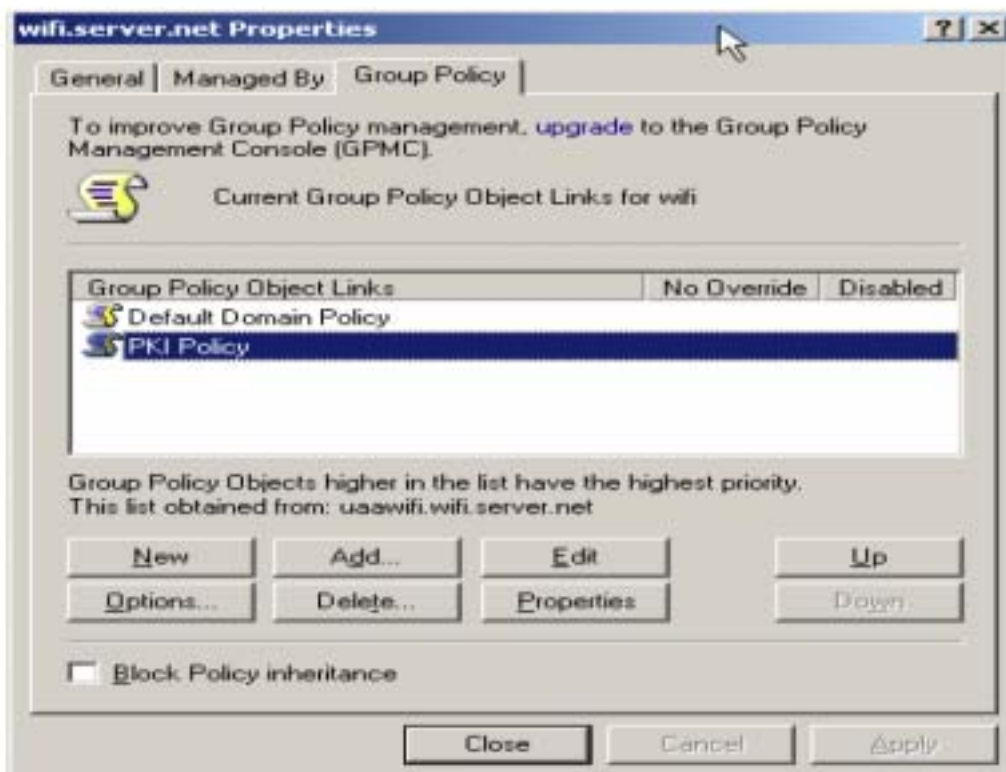 wifi.server.net Properties
General Managed By Group Policy
To improve Group Policy management, upgrade to the Group Policy
Management Console (GPMC).
Current Group Policy Object Links for wifi
Group Policy Object Links No Override Disabled
Default Domain Policy
PKI Policy
Group Policy Objects higher in the list have the highest priority.
This list obtained from: uaawifi.wifi.server.net
New Add... Edit Up
Options... Delete... Properties Down
Block Policy inheritance
Close Cancel Apply